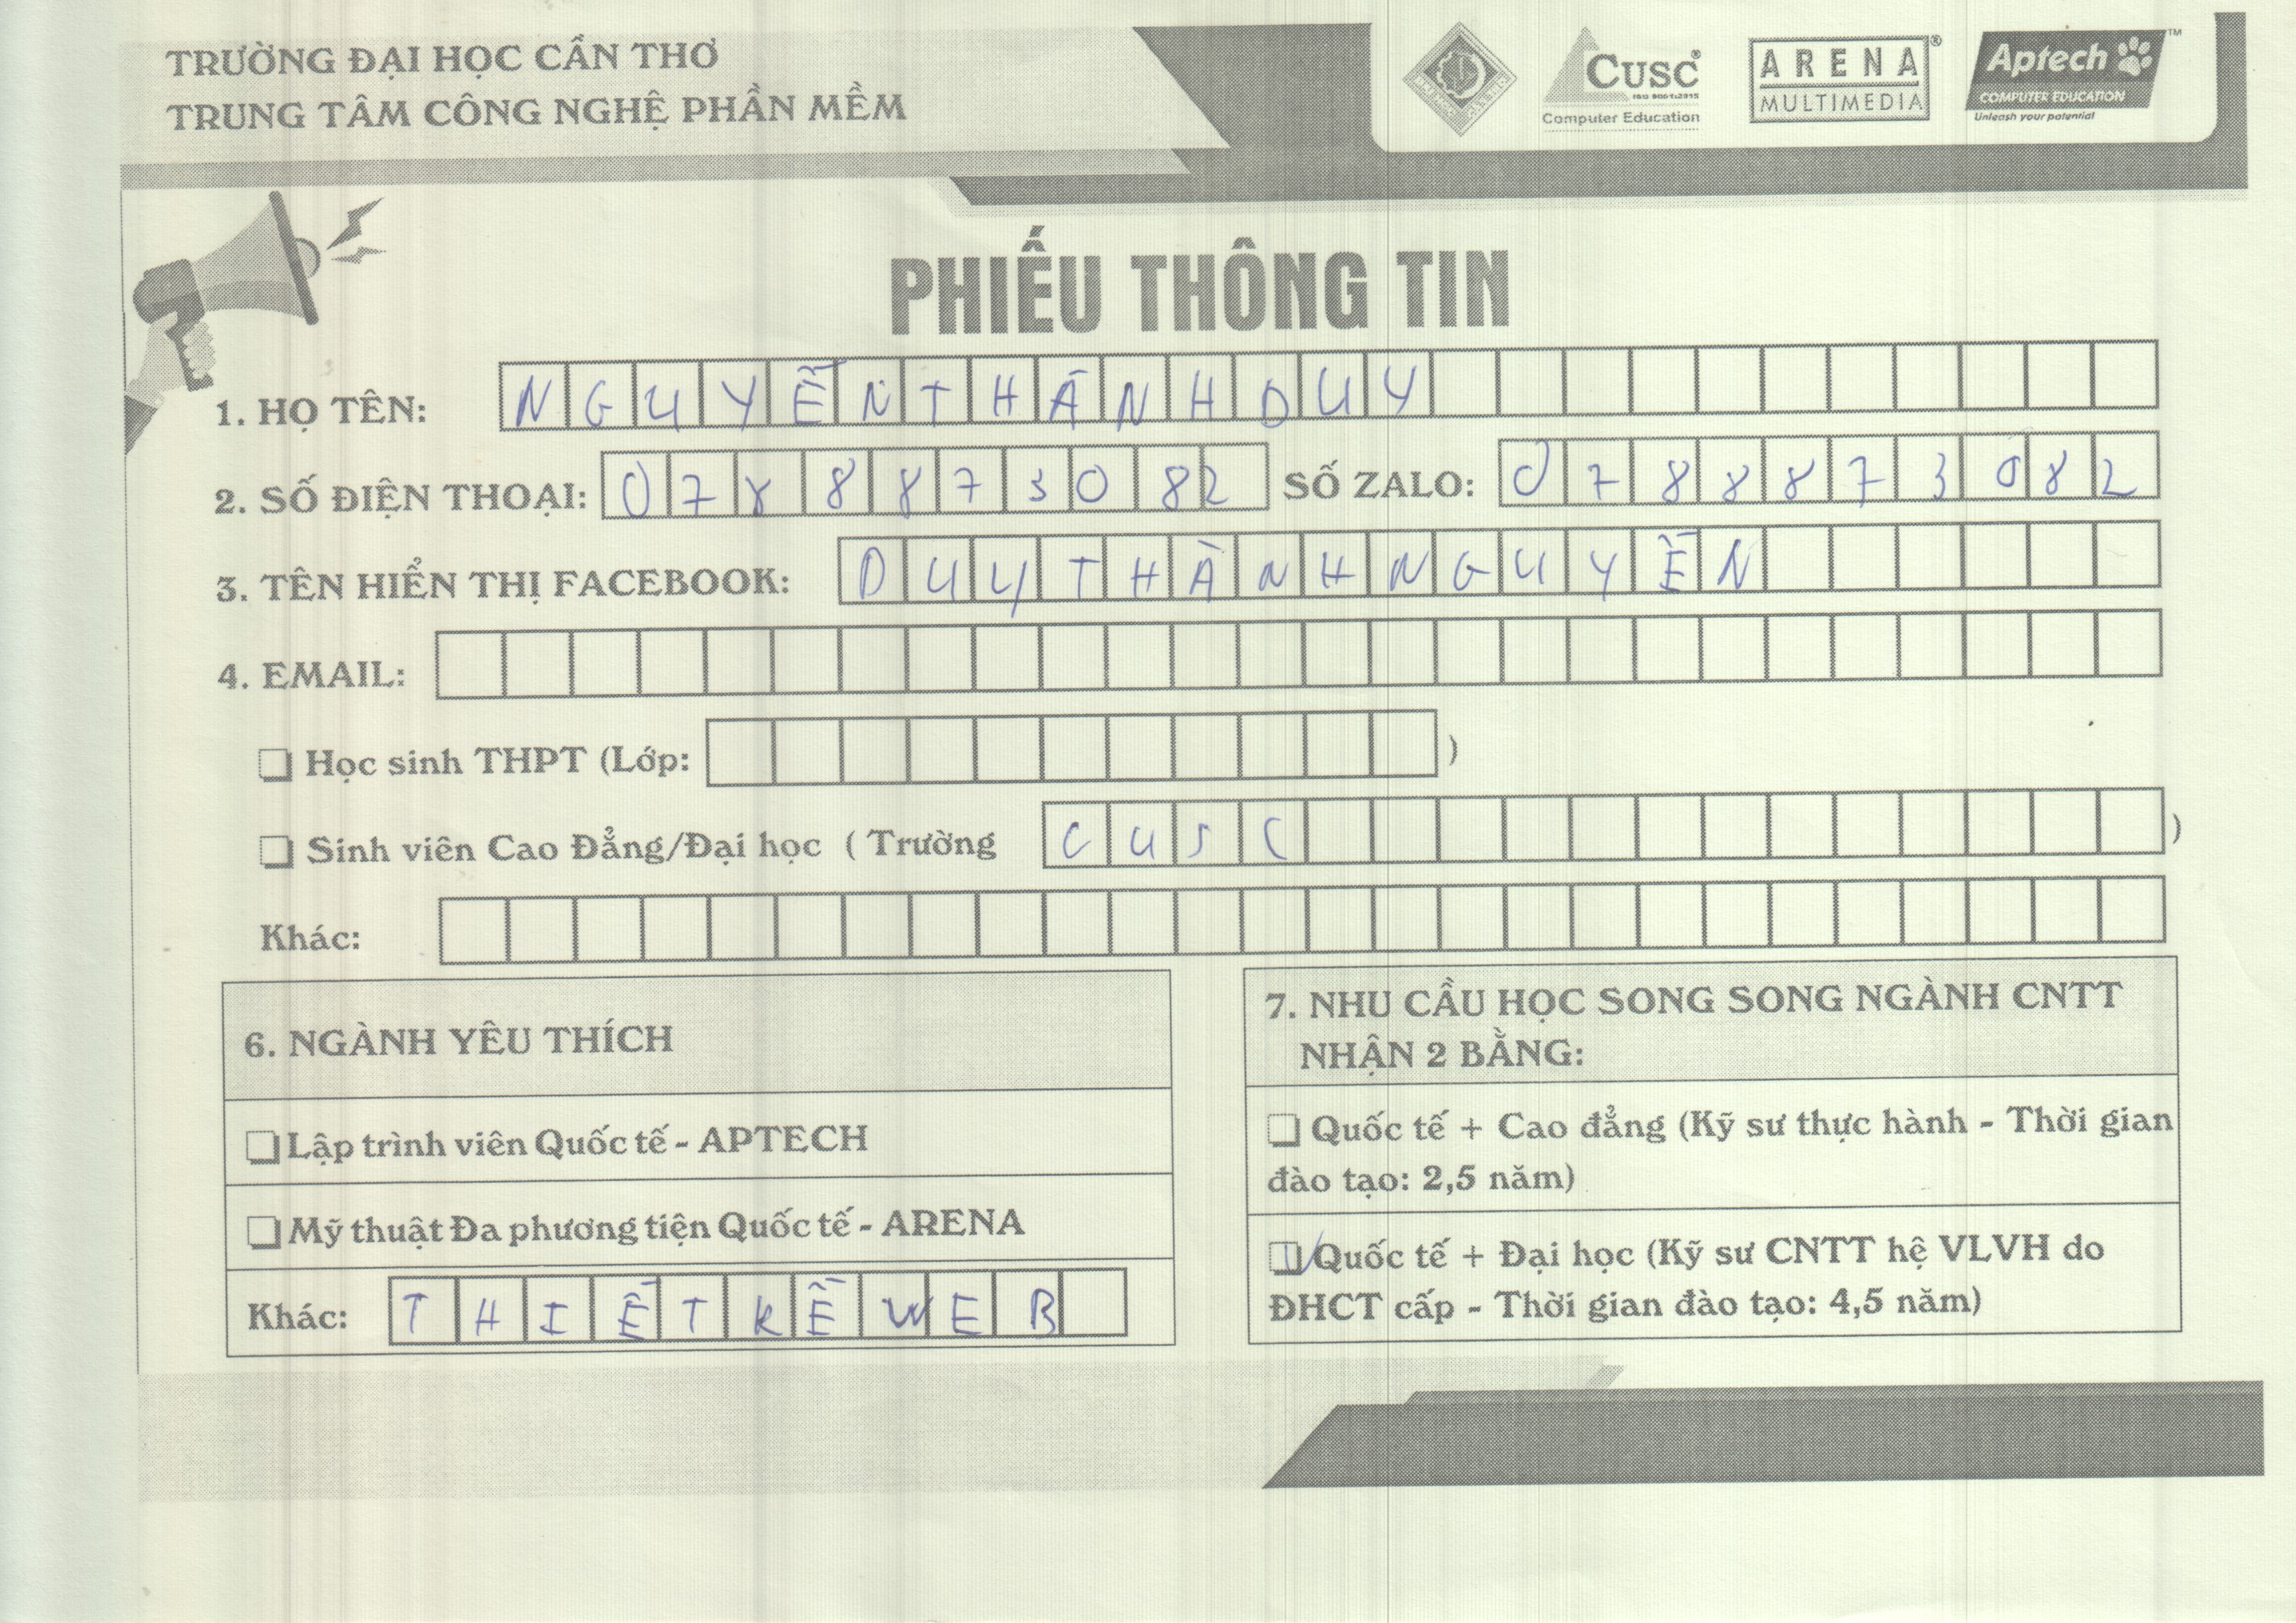 TRƯỜNG ĐẠI HỌC CẦN THƠ
TRUNG TÂM CÔNG NGHỆ PHẦN MỀM
CUSC®
ISO 9001:2015
Computer Education
ARENA®
MULTIMEDIA
Aptech™
COMPUTER EDUCATION
Unleash your potential
PHIẾU THÔNG TIN
1. HỌ TÊN: NGUYỄN THÀNH DUY
2. SỐ ĐIỆN THOẠI: 0788873082 SỐ ZALO: 0788873082
3. TÊN HIỂN THỊ FACEBOOK: DUY THÀNH NGUYỄN
4. EMAIL:
Học sinh THPT (Lớp: )
Sinh viên Cao Đẳng/Đại học ( Trường CUSC )
Khác:
6. NGÀNH YÊU THÍCH
Lập trình viên Quốc tế - APTECH
Mỹ thuật Đa phương tiện Quốc tế - ARENA
Khác: THIẾT KẾ WEB
7. NHU CẦU HỌC SONG SONG NGÀNH CNTT
NHẬN 2 BẰNG:
Quốc tế + Cao đẳng (Kỹ sư thực hành - Thời gian
đào tạo: 2,5 năm)
Quốc tế + Đại học (Kỹ sư CNTT hệ VLVH do
ĐHCT cấp - Thời gian đào tạo: 4,5 năm)